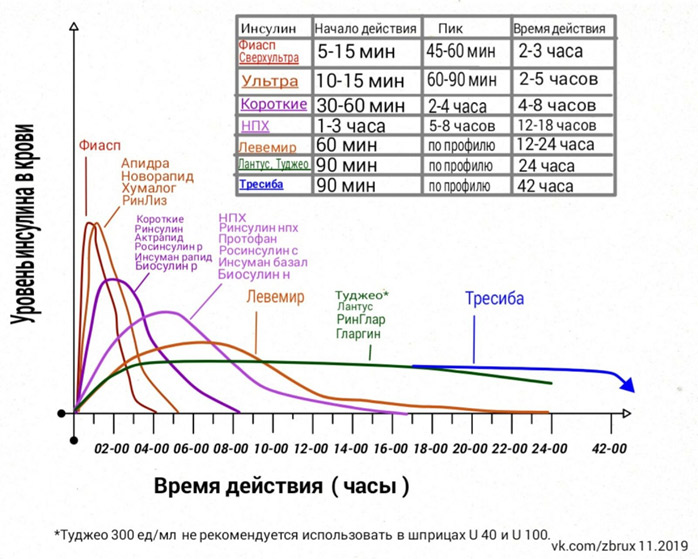 Инсулин Начало действия Пик Время действия
Фиасп
Сверхультра 5-15 мин 45-60 мин 2-3 часа
Ультра 10-15 мин 60-90 мин 2-5 часов
Короткие 30-60 мин 2-4 часа 4-8 часов
НПХ 1-3 часа 5-8 часов 12-18 часов
Левемир 60 мин по профилю 12-24 часа
Лантус, Туджео 90 мин по профилю 24 часа
Тресиба 90 мин по профилю 42 часа
Уровень инсулина в крови
Фиасп
Апидра
Новорапид
Хумалог
РинЛиз
Короткие
Ринсулин
Актрапид
Росинсулин р
Инсуман рапид
Биосулин р
НПХ
Ринсулин нпх
Протофан
Росинсулин с
Инсуман базал
Биосулин н
Левемир
Туджео*
Лантус
РинГлар
Гларгин
Тресиба
02-00 04-00 06-00 08-00 10-00 12-00 14-00 16-00 18-00 20-00 22-00 24-00 42-00
Время действия ( часы )
*Туджео 300 ед/мл не рекомендуется использовать в шприцах U 40 и U 100.
vk.com/zbrux 11.2019